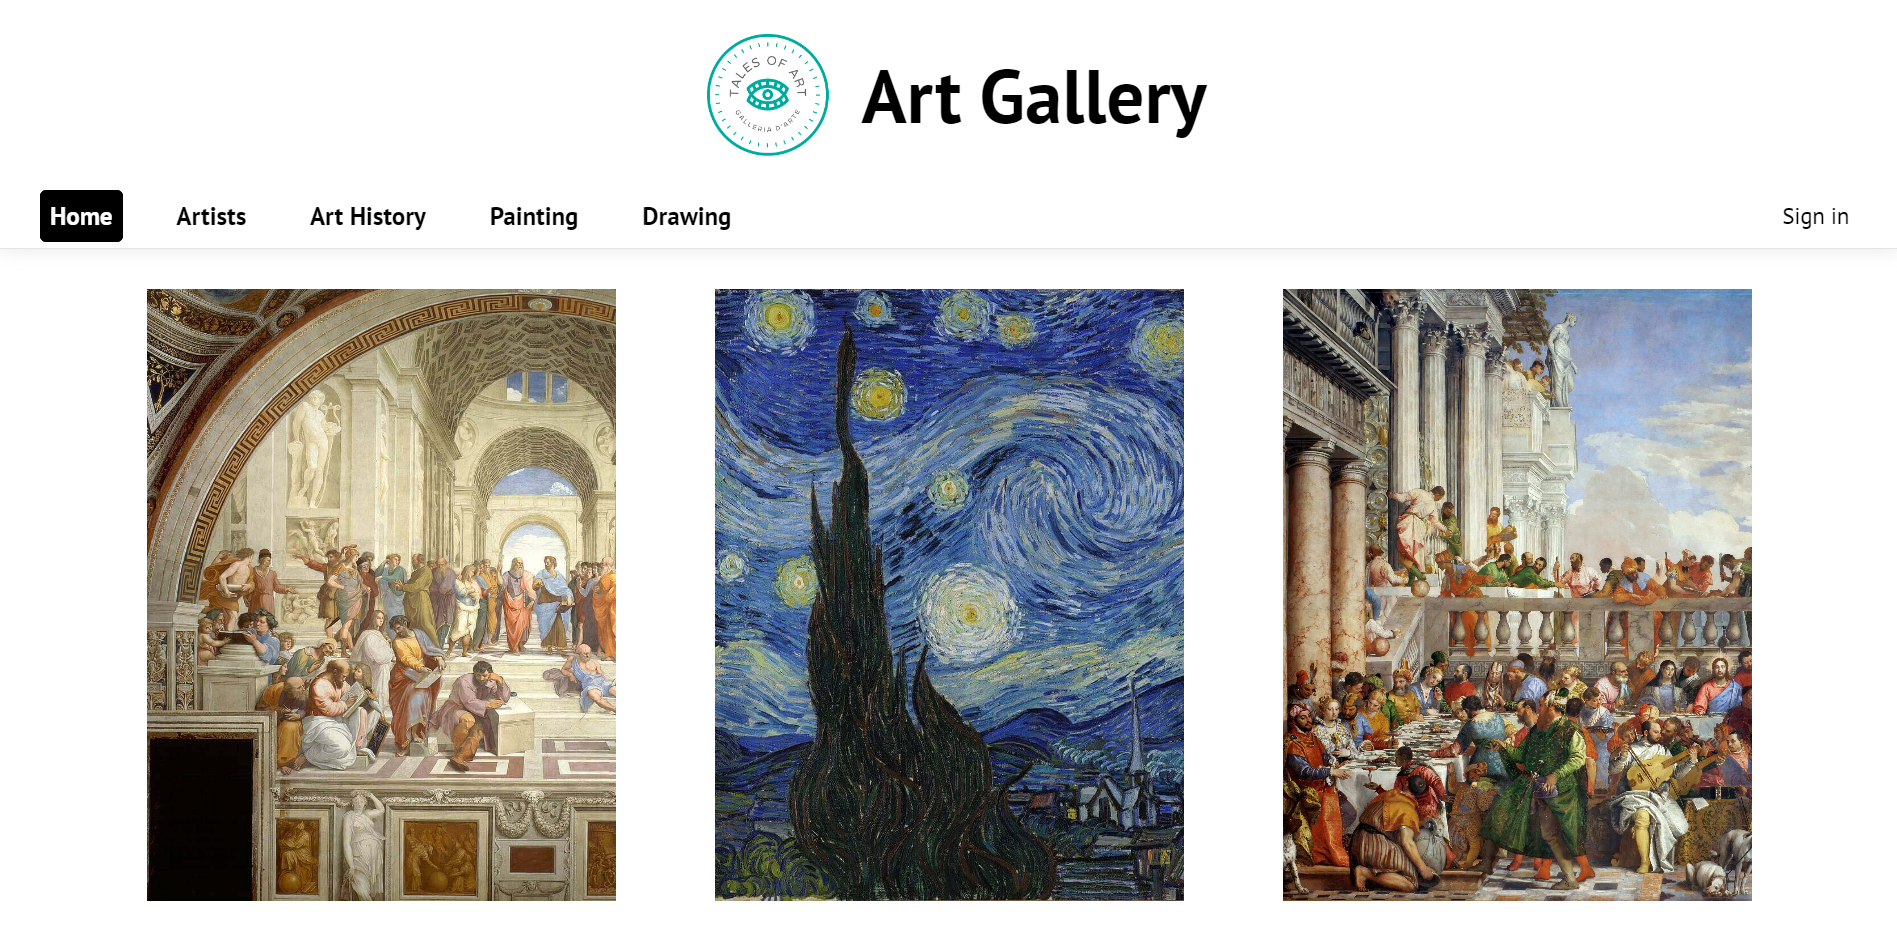 TALES OF ART
GALLERIA D'ARTE
Art Gallery
Home
Artists
Art History
Painting
Drawing
Sign in